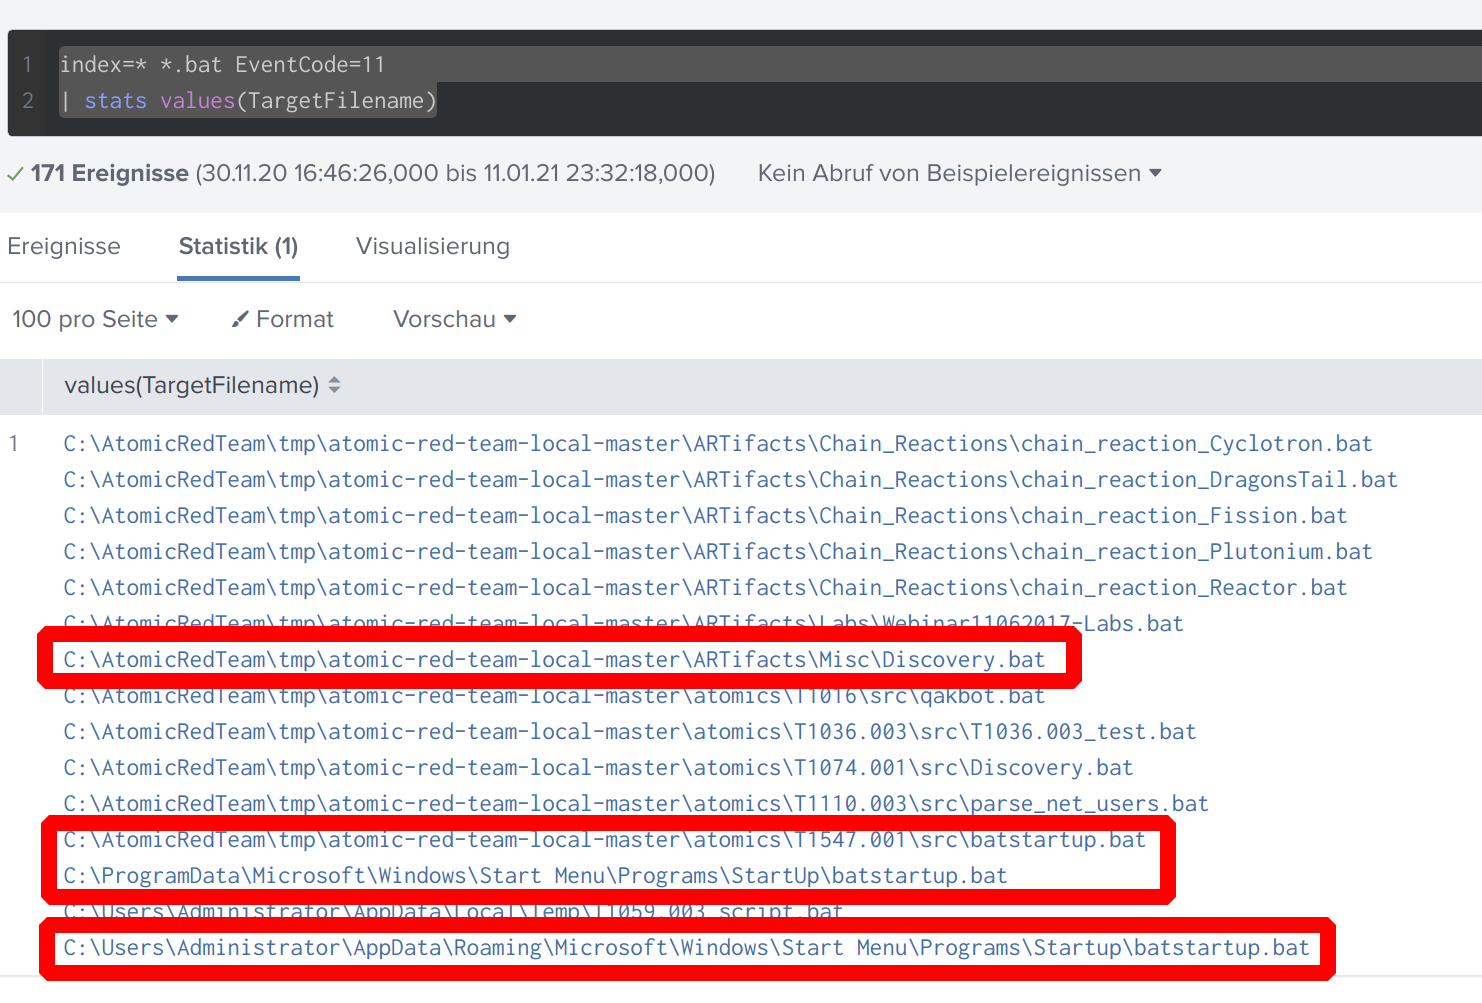 1 index=* *.bat EventCode=11
2 | stats values(TargetFilename)
171 Ereignisse (30.11.20 16:46:26,000 bis 11.01.21 23:32:18,000) Kein Abruf von Beispielereignissen
Ereignisse Statistik (1) Visualisierung
100 pro Seite Format Vorschau
values(TargetFilename)
1 C:\AtomicRedTeam\tmp\atomic-red-team-local-master\ARTifacts\Chain_Reactions\chain_reaction_Cyclotron.bat
C:\AtomicRedTeam\tmp\atomic-red-team-local-master\ARTifacts\Chain_Reactions\chain_reaction_DragonsTail.bat
C:\AtomicRedTeam\tmp\atomic-red-team-local-master\ARTifacts\Chain_Reactions\chain_reaction_Fission.bat
C:\AtomicRedTeam\tmp\atomic-red-team-local-master\ARTifacts\Chain_Reactions\chain_reaction_Plutonium.bat
C:\AtomicRedTeam\tmp\atomic-red-team-local-master\ARTifacts\Chain_Reactions\chain_reaction_Reactor.bat
C:\AtomicRedTeam\tmp\atomic-red-team-local-master\ARTifacts\Labs\Webinar11062017-Labs.bat
C:\AtomicRedTeam\tmp\atomic-red-team-local-master\ARTifacts\Misc\Discovery.bat
C:\AtomicRedTeam\tmp\atomic-red-team-local-master\atomics\T1016\src\qakbot.bat
C:\AtomicRedTeam\tmp\atomic-red-team-local-master\atomics\T1036.003\src\T1036.003_test.bat
C:\AtomicRedTeam\tmp\atomic-red-team-local-master\atomics\T1074.001\src\Discovery.bat
C:\AtomicRedTeam\tmp\atomic-red-team-local-master\atomics\T1110.003\src\parse_net_users.bat
C:\AtomicRedTeam\tmp\atomic-red-team-local-master\atomics\T1547.001\src\batstartup.bat
C:\ProgramData\Microsoft\Windows\Start Menu\Programs\StartUp\batstartup.bat
C:\Users\Administrator\AppData\Local\Temp\T1059.003_script.bat
C:\Users\Administrator\AppData\Roaming\Microsoft\Windows\Start Menu\Programs\Startup\batstartup.bat